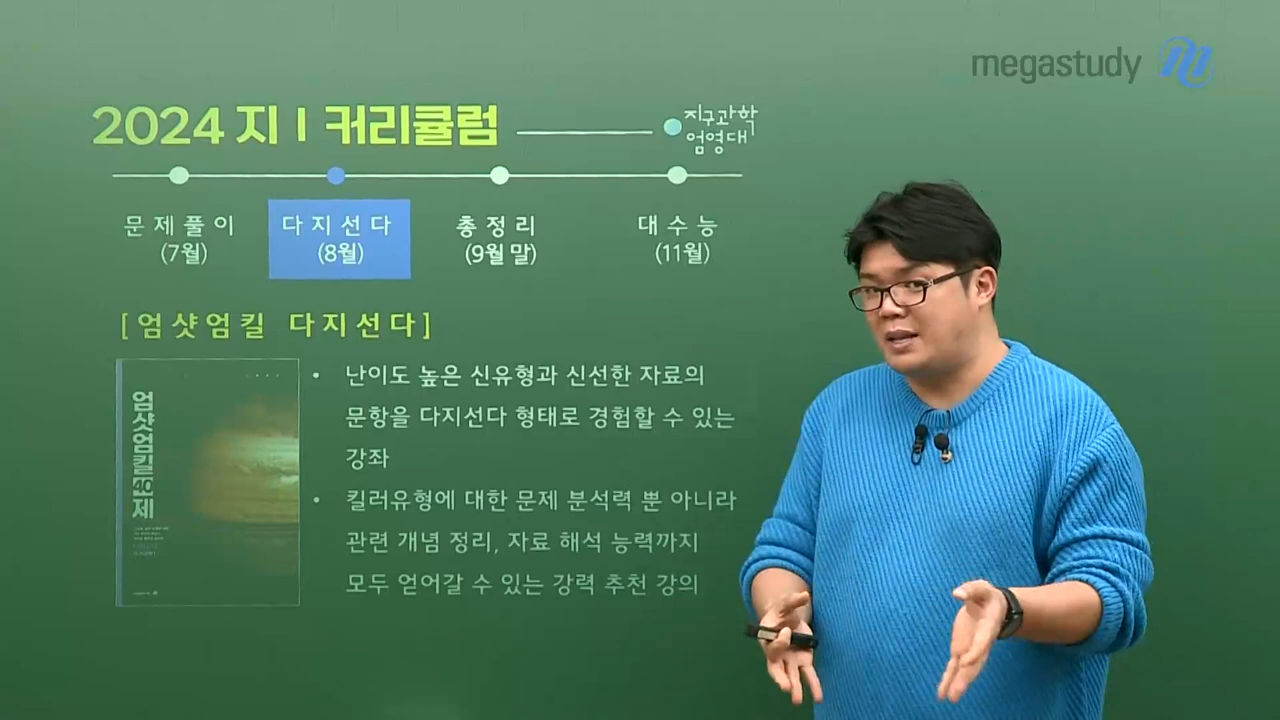 megastudy
2024 지Ⅰ 커리큘럼
지구과학
엄영대
문제풀이
(7월)
다지선다
(8월)
총정리
(9월 말)
대수능
(11월)
[엄샷엄킬 다지선다]
엄샷엄킬
40
제
• 난이도 높은 신유형과 신선한 자료의
문항을 다지선다 형태로 경험할 수 있는
강좌
• 킬러유형에 대한 문제 분석력 뿐 아니라
관련 개념 정리, 자료 해석 능력까지
모두 얻어갈 수 있는 강력 추천 강의